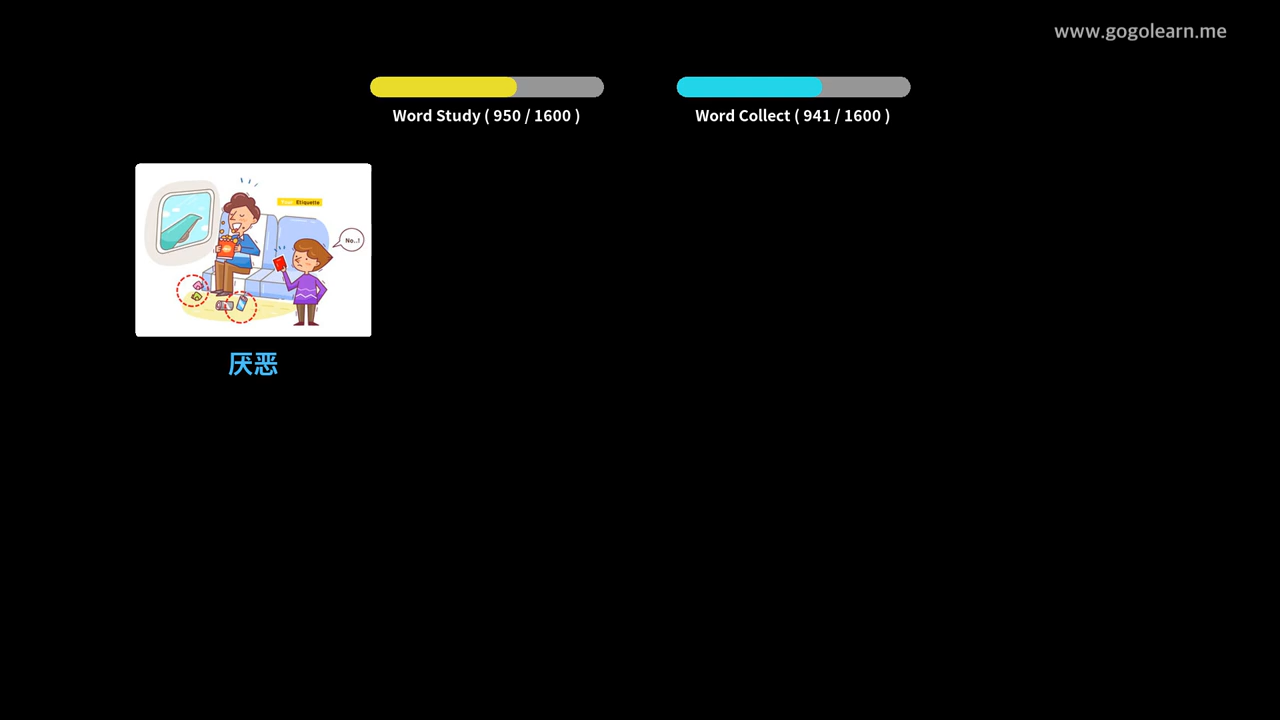 www.gogolearn.me
Word Study ( 950 / 1600 )
Word Collect ( 941 / 1600 )
Etiquette
No..!
厌恶